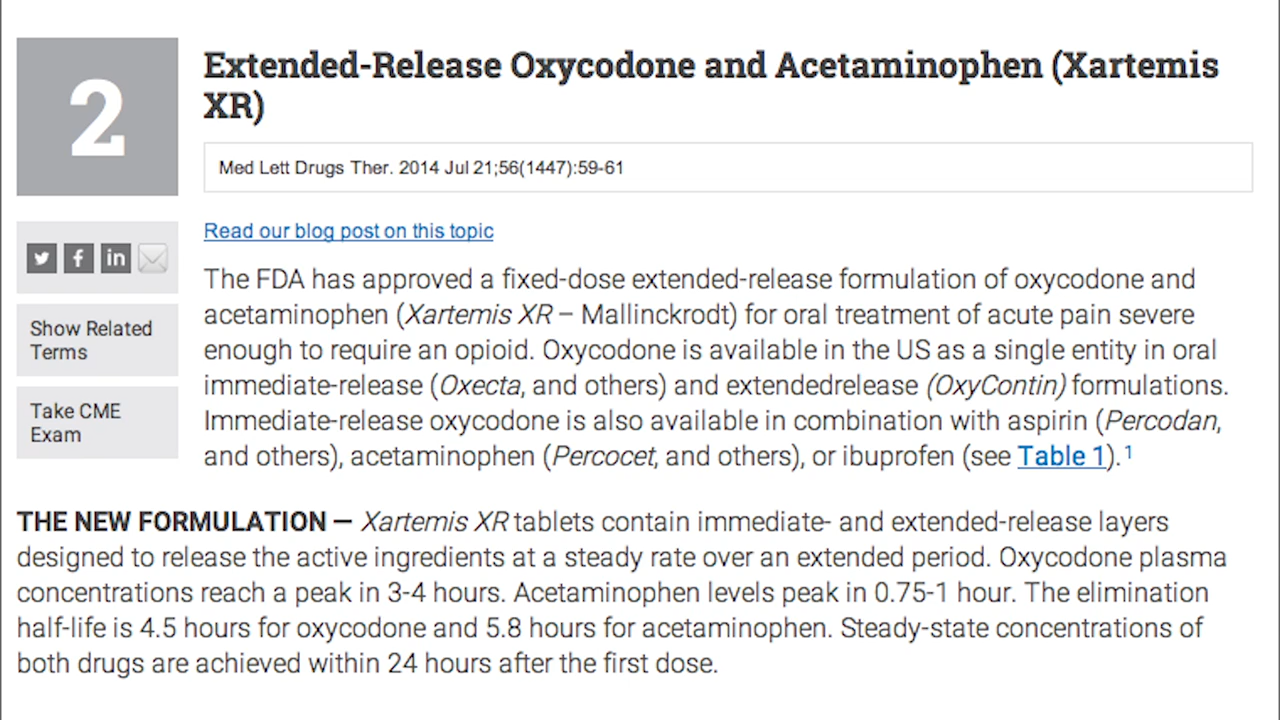 2
Extended-Release Oxycodone and Acetaminophen (Xartemis
XR)
Med Lett Drugs Ther. 2014 Jul 21;56(1447):59-61
Read our blog post on this topic
Show Related
Terms
Take CME
Exam
The FDA has approved a fixed-dose extended-release formulation of oxycodone and
acetaminophen (Xartemis XR – Mallinckrodt) for oral treatment of acute pain severe
enough to require an opioid. Oxycodone is available in the US as a single entity in oral
immediate-release (Oxecta, and others) and extendedrelease (OxyContin) formulations.
Immediate-release oxycodone is also available in combination with aspirin (Percodan,
and others), acetaminophen (Percocet, and others), or ibuprofen (see Table 1).¹
THE NEW FORMULATION — Xartemis XR tablets contain immediate- and extended-release layers
designed to release the active ingredients at a steady rate over an extended period. Oxycodone plasma
concentrations reach a peak in 3-4 hours. Acetaminophen levels peak in 0.75-1 hour. The elimination
half-life is 4.5 hours for oxycodone and 5.8 hours for acetaminophen. Steady-state concentrations of
both drugs are achieved within 24 hours after the first dose.